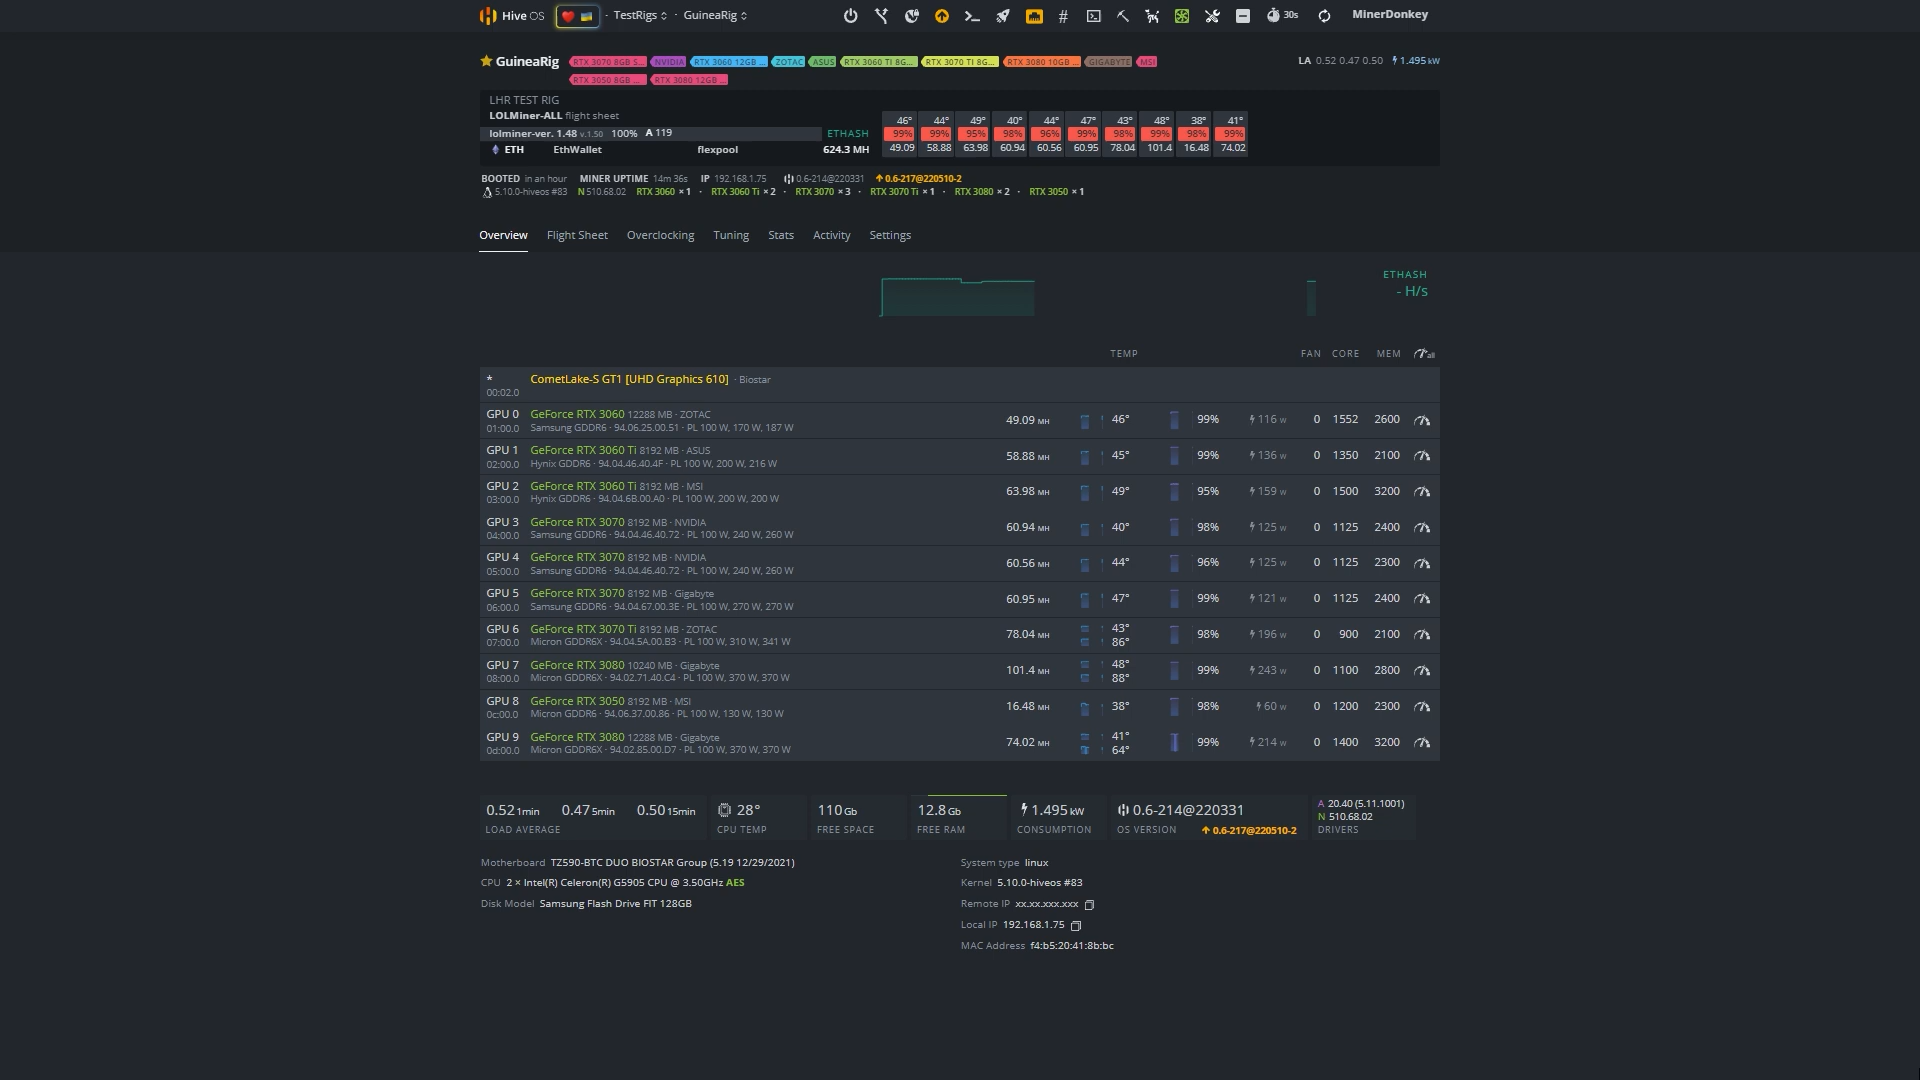 Hive OS · TestRigs · GuineaRig # 30s MinerDonkey
GuineaRig RTX 3070 8GB S... NVIDIA RTX 3060 12GB ... ZOTAC ASUS RTX 3060 TI 8G... RTX 3070 TI 8G... RTX 3080 10GB ... GIGABYTE MSI LA 0.52 0.47 0.50 1.495 kW
RTX 3050 8GB ... RTX 3080 12GB ...
LHR TEST RIG
LOLMiner-ALL flight sheet
lolminer-ver. 1.48 v.1.50 100% A 119 ETHASH
ETH EthWallet flexpool 624.3 MH
46° 44° 49° 40° 44° 47° 43° 48° 38° 41°
99% 99% 95% 98% 96% 99% 98% 99% 98% 99%
49.09 58.88 63.98 60.94 60.56 60.95 78.04 101.4 16.48 74.02
BOOTED in an hour MINER UPTIME 14m 36s IP 192.168.1.75 0.6-214@220331 0.6-217@220510-2
5.10.0-hiveos #83 N 510.68.02 RTX 3060 × 1 · RTX 3060 Ti × 2 · RTX 3070 × 3 · RTX 3070 Ti × 1 · RTX 3080 × 2 · RTX 3050 × 1
Overview Flight Sheet Overclocking Tuning Stats Activity Settings
ETHASH
- H/s
TEMP FAN CORE MEM all
* CometLake-S GT1 [UHD Graphics 610] · Biostar
00:02.0
GPU 0 GeForce RTX 3060 12288 MB · ZOTAC 49.09 MH 46° 99% 116 W 0 1552 2600
01:00.0 Samsung GDDR6 · 94.06.25.00.51 · PL 100 W, 170 W, 187 W
GPU 1 GeForce RTX 3060 Ti 8192 MB · ASUS 58.88 MH 45° 99% 136 W 0 1350 2100
02:00.0 Hynix GDDR6 · 94.04.46.40.4F · PL 100 W, 200 W, 216 W
GPU 2 GeForce RTX 3060 Ti 8192 MB · MSI 63.98 MH 49° 95% 159 W 0 1500 3200
03:00.0 Hynix GDDR6 · 94.04.6B.00.A0 · PL 100 W, 200 W, 200 W
GPU 3 GeForce RTX 3070 8192 MB · NVIDIA 60.94 MH 40° 98% 125 W 0 1125 2400
04:00.0 Samsung GDDR6 · 94.04.46.40.72 · PL 100 W, 240 W, 260 W
GPU 4 GeForce RTX 3070 8192 MB · NVIDIA 60.56 MH 44° 96% 125 W 0 1125 2300
05:00.0 Samsung GDDR6 · 94.04.46.40.72 · PL 100 W, 240 W, 260 W
GPU 5 GeForce RTX 3070 8192 MB · Gigabyte 60.95 MH 47° 99% 121 W 0 1125 2400
06:00.0 Samsung GDDR6 · 94.04.67.00.3E · PL 100 W, 270 W, 270 W
GPU 6 GeForce RTX 3070 Ti 8192 MB · ZOTAC 78.04 MH 43° 98% 196 W 0 900 2100
07:00.0 Micron GDDR6X · 94.04.5A.00.B3 · PL 100 W, 310 W, 341 W 86°
GPU 7 GeForce RTX 3080 10240 MB · Gigabyte 101.4 MH 48° 99% 243 W 0 1100 2800
08:00.0 Micron GDDR6X · 94.02.71.40.C4 · PL 100 W, 370 W, 370 W 88°
GPU 8 GeForce RTX 3050 8192 MB · MSI 16.48 MH 38° 98% 60 W 0 1200 2300
0c:00.0 Micron GDDR6 · 94.06.37.00.86 · PL 100 W, 130 W, 130 W
GPU 9 GeForce RTX 3080 12288 MB · Gigabyte 74.02 MH 41° 99% 214 W 0 1400 3200
0d:00.0 Micron GDDR6X · 94.02.85.00.D7 · PL 100 W, 370 W, 370 W 64°
0.52 1min 0.47 5min 0.50 15min 28° 110 Gb 12.8 Gb 1.495 kW 0.6-214@220331 A 20.40 (5.11.1001)
N 510.68.02
LOAD AVERAGE CPU TEMP FREE SPACE FREE RAM CONSUMPTION OS VERSION 0.6-217@220510-2 DRIVERS
Motherboard TZ590-BTC DUO BIOSTAR Group (5.19 12/29/2021)
CPU 2 × Intel(R) Celeron(R) G5905 CPU @ 3.50GHz AES
Disk Model Samsung Flash Drive FIT 128GB
System type linux
Kernel 5.10.0-hiveos #83
Remote IP xx.xx.xxx.xxx
Local IP 192.168.1.75
MAC Address f4:b5:20:41:8b:bc